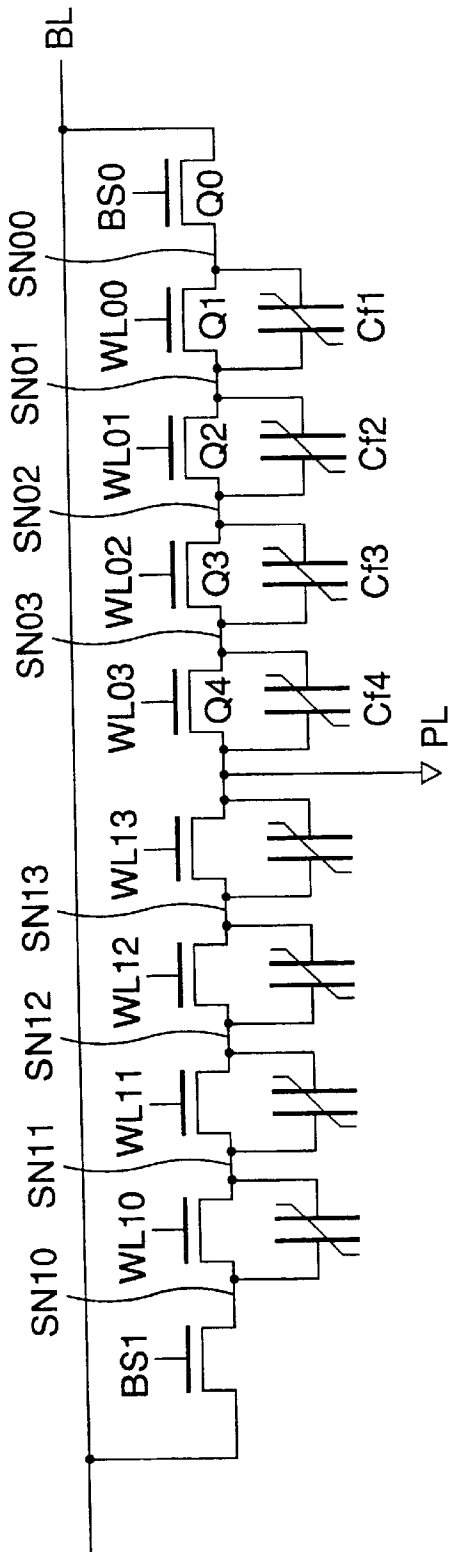 SN10 SN11 SN12 SN13 SN03 SN02 SN01 SN00 BL
BS1 WL10 WL11 WL12 WL13 WL03 WL02 WL01 WL00 BS0
Q4 Q3 Q2 Q1 Q0
Cf4 Cf3 Cf2 Cf1
PL